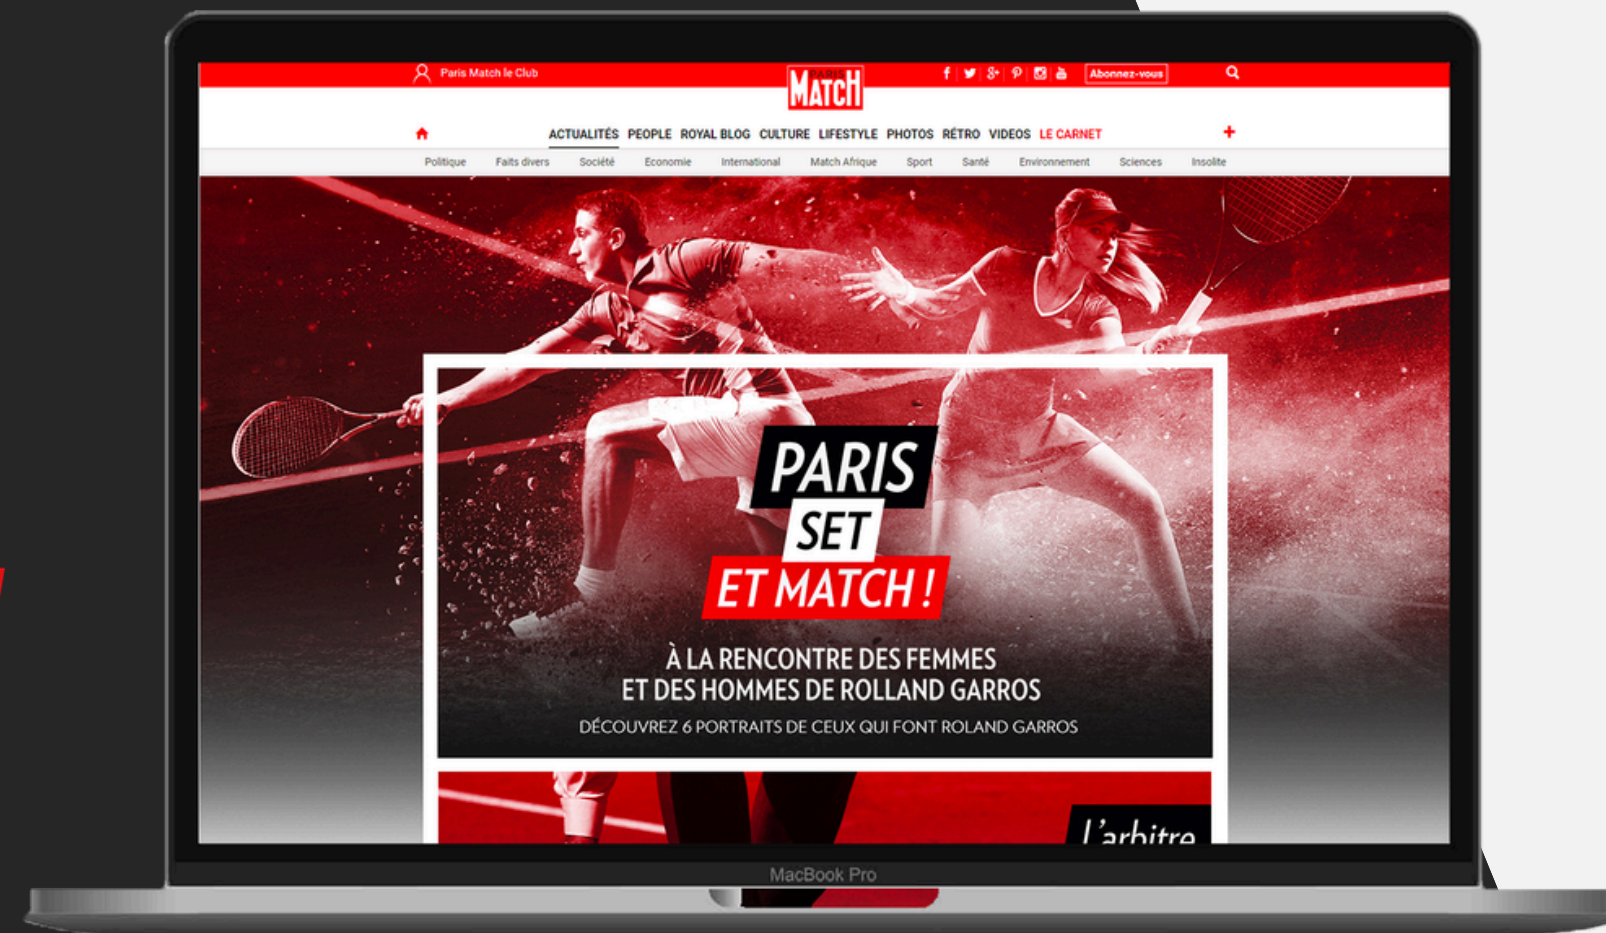 Paris Match le Club
PARIS
MATCH
Abonnez-vous
ACTUALITÉS PEOPLE ROYAL BLOG CULTURE LIFESTYLE PHOTOS RÉTRO VIDEOS LE CARNET
Politique Faits divers Société Economie International Match Afrique Sport Santé Environnement Sciences Insolite
PARIS
SET
ET MATCH !
À LA RENCONTRE DES FEMMES
ET DES HOMMES DE ROLLAND GARROS
DÉCOUVREZ 6 PORTRAITS DE CEUX QUI FONT ROLAND GARROS
L'arbitre
MacBook Pro